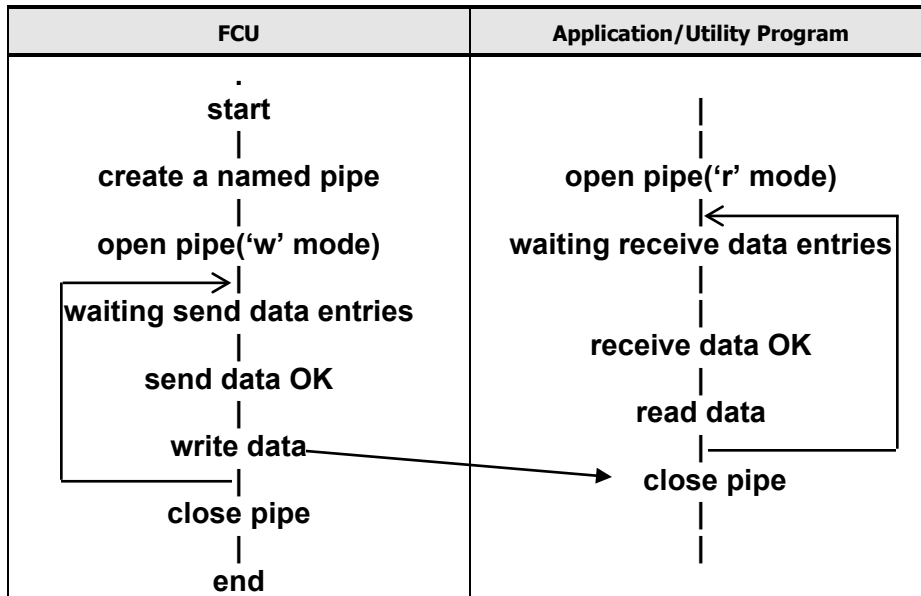 FCU
Application/Utility Program
.
start
|
create a named pipe
|
open pipe('w' mode)
|
waiting send data entries
|
send data OK
|
write data
|
close pipe
|
end
|
|
open pipe('r' mode)
|
waiting receive data entries
|
|
receive data OK
|
read data
|
close pipe
|
|